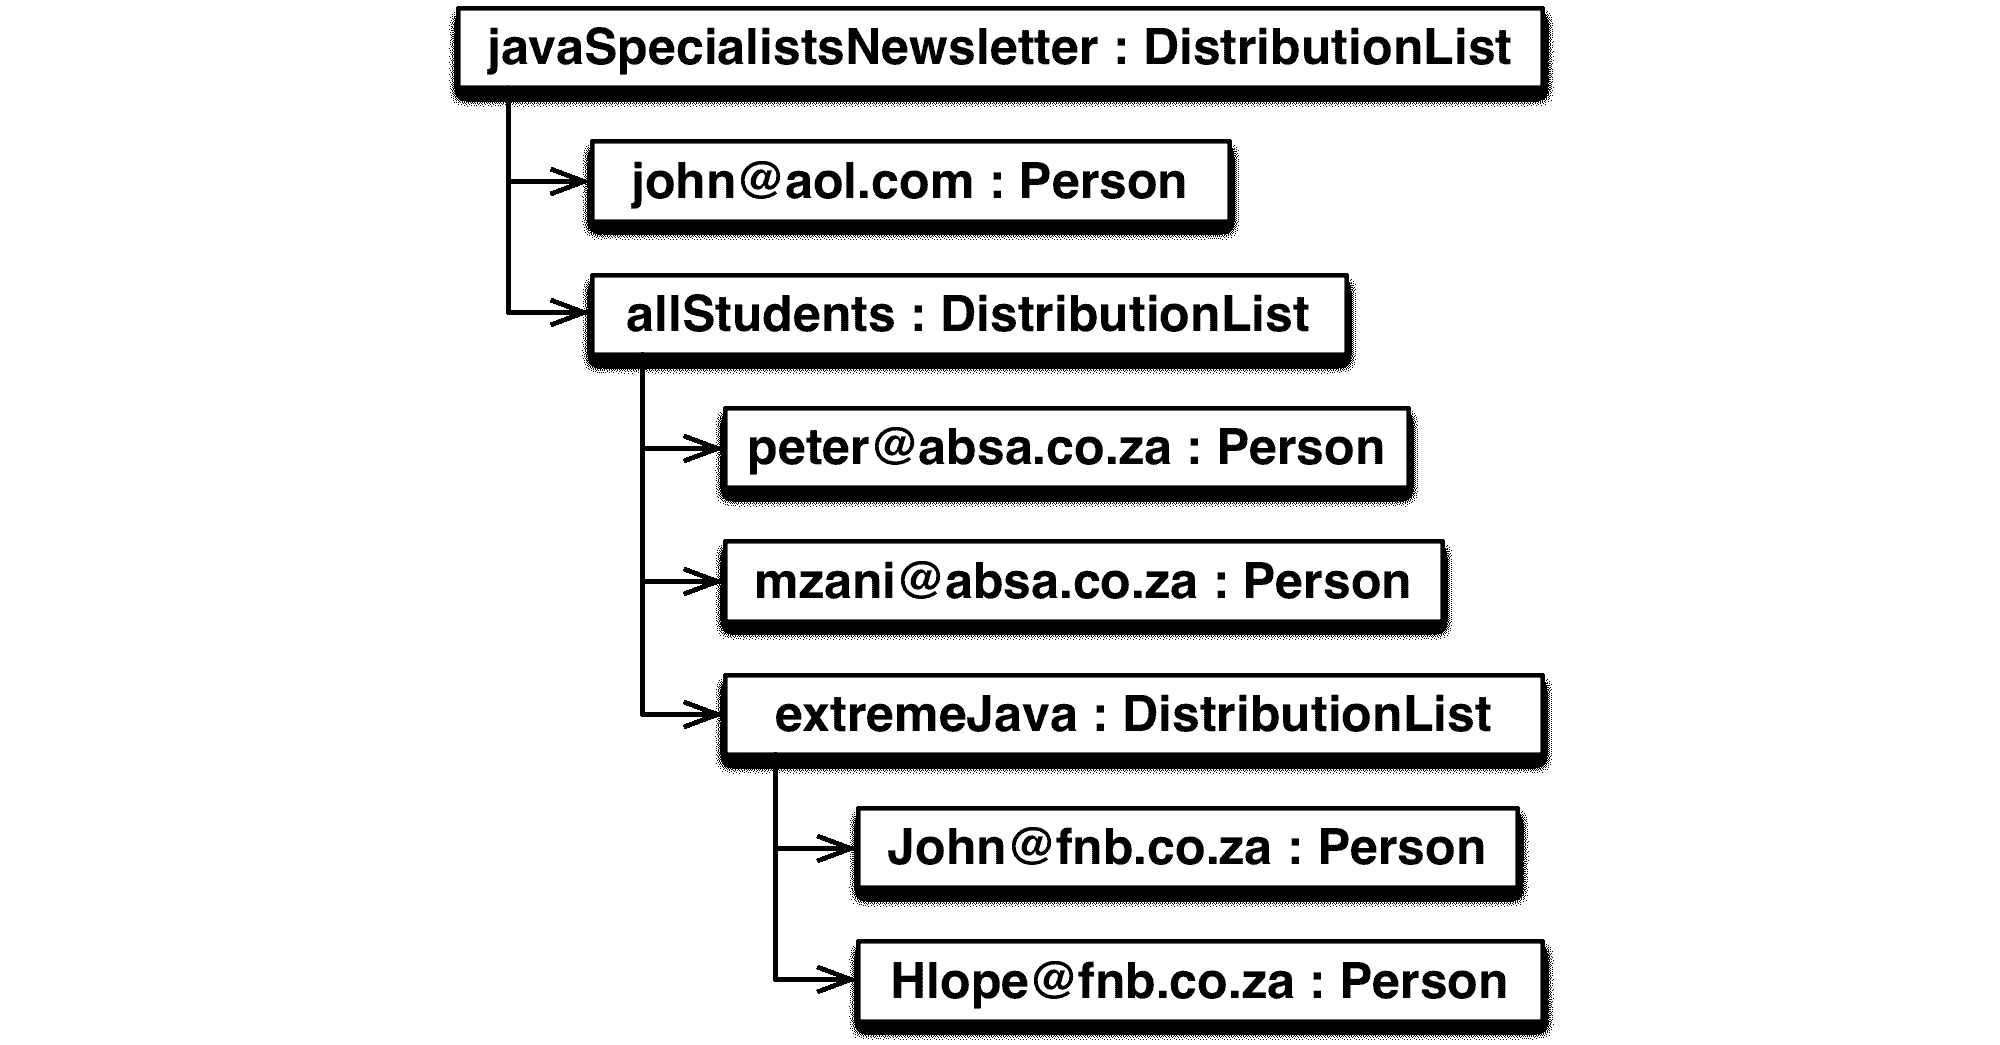 javaSpecialistsNewsletter : DistributionList
john@aol.com : Person
allStudents : DistributionList
peter@absa.co.za : Person
mzani@absa.co.za : Person
extremeJava : DistributionList
John@fnb.co.za : Person
Hlope@fnb.co.za : Person